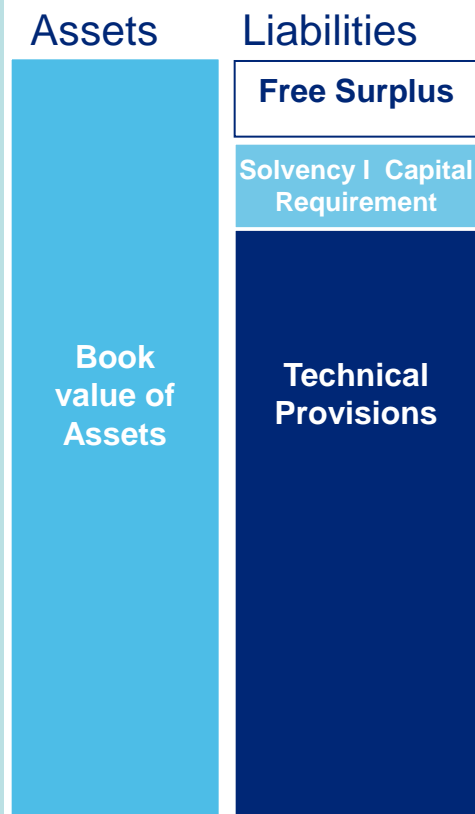 Assets
Liabilities
Free Surplus
Solvency I Capital
Requirement
Book
value of
Assets
Technical
Provisions